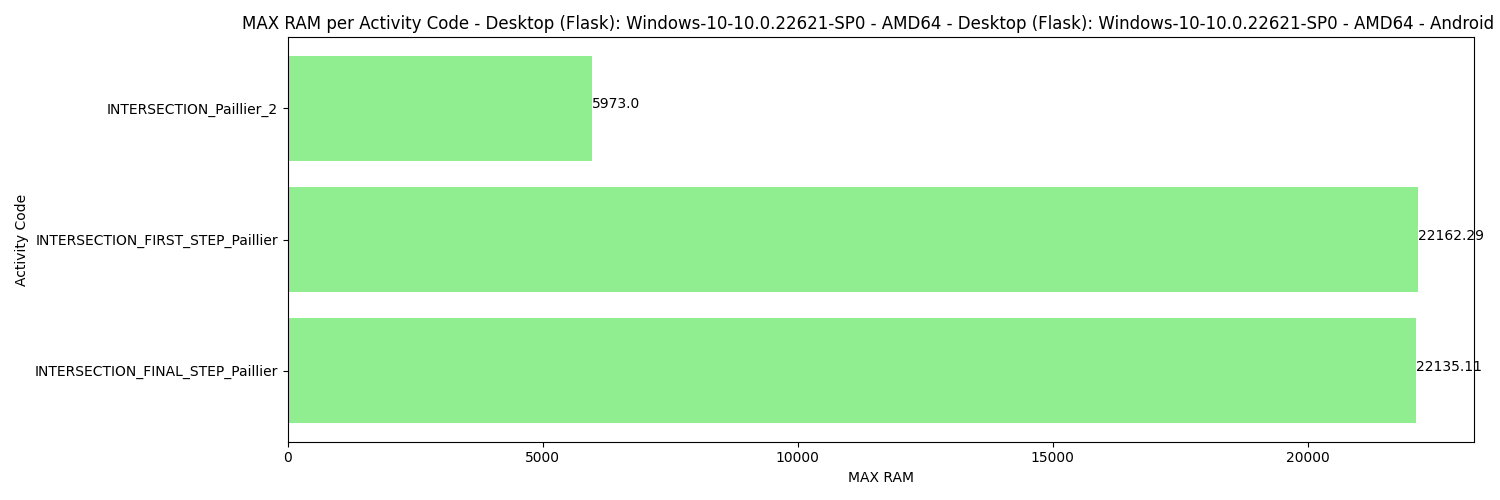 MAX RAM per Activity Code - Desktop (Flask): Windows-10-10.0.22621-SP0 - AMD64 - Desktop (Flask): Windows-10-10.0.22621-SP0 - AMD64 - Android
INTERSECTION_Paillier_2
5973.0
INTERSECTION_FIRST_STEP_Paillier
22162.29
INTERSECTION_FINAL_STEP_Paillier
22135.11
Activity Code
0 5000 10000 15000 20000
MAX RAM